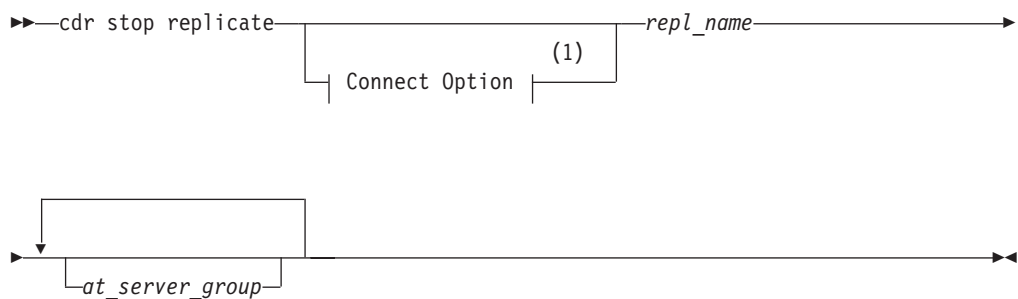 cdr stop replicate repl_name
(1)
Connect Option
at_server_group